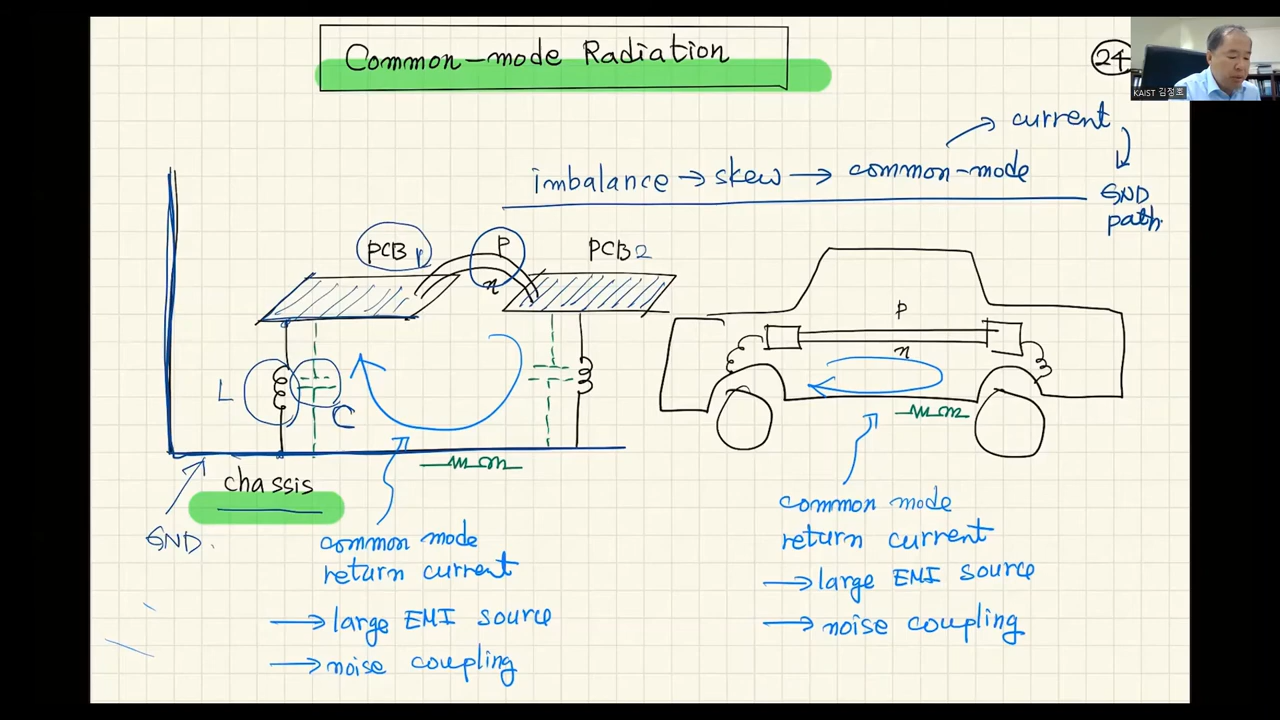 Common-mode Radiation
24
KAIST 김정호
current
imbalance → skew → common-mode
GND
path
PCB1
p
n
PCB2
p
n
L
C
chassis
GND
common mode
return current
→ large EMI source
→ noise coupling
common mode
return current
→ large EMI source
→ noise coupling